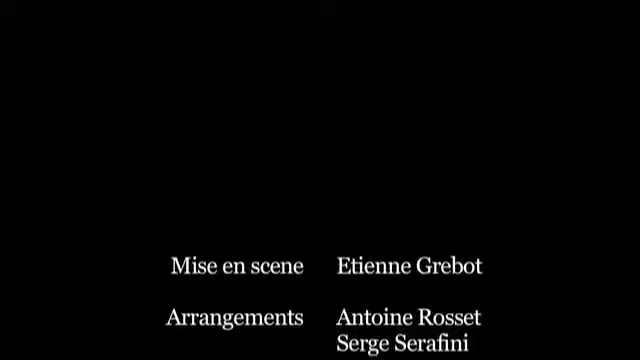 Mise en scene Etienne Grebot
Arrangements Antoine Rosset
Serge Serafini